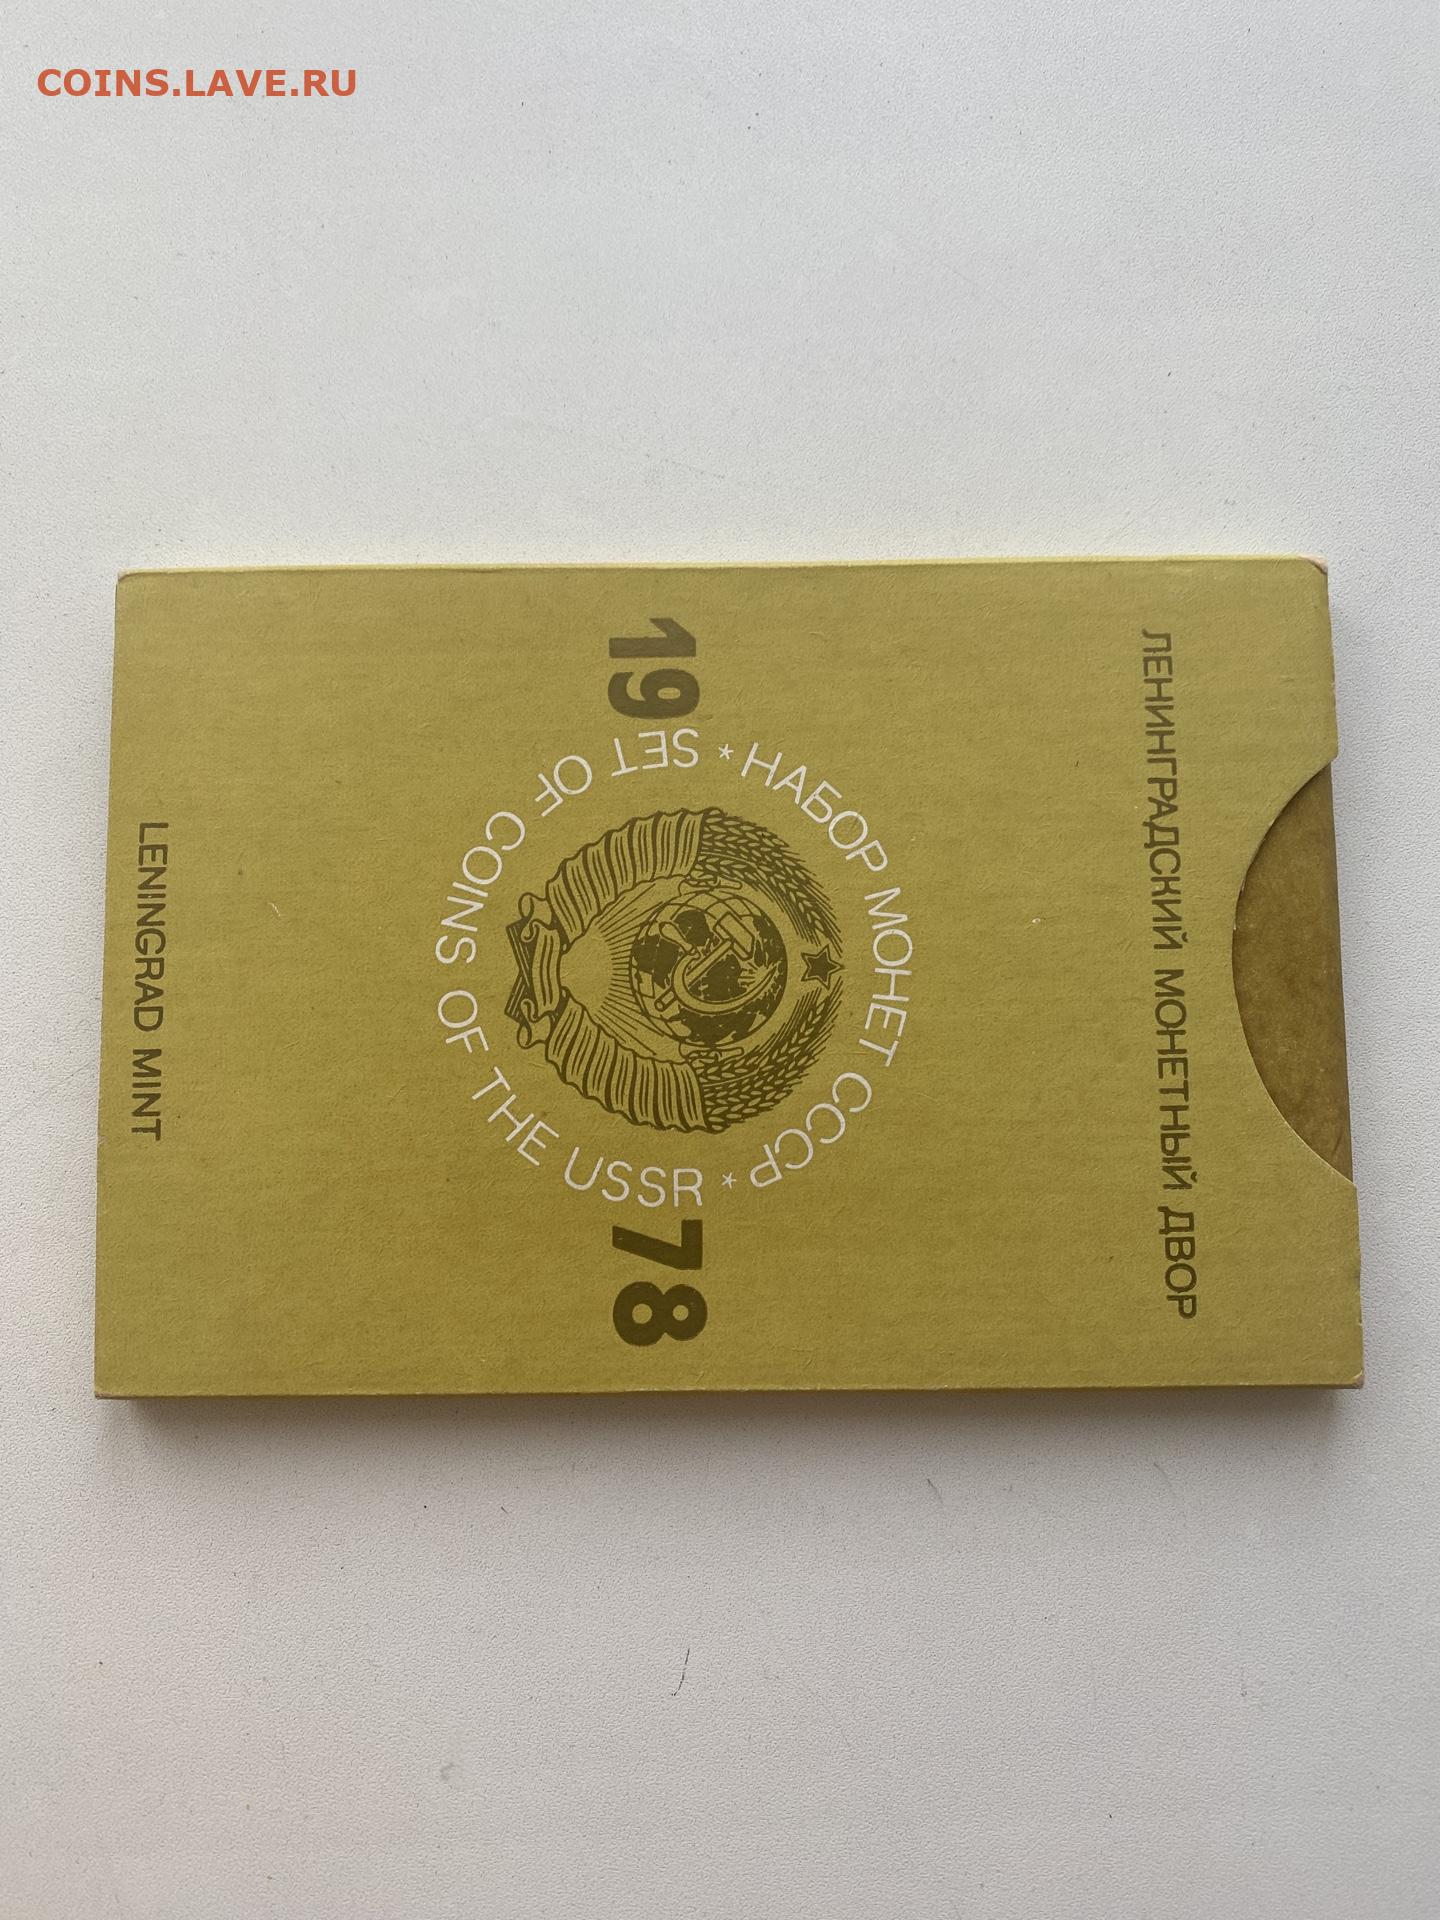 COINS.LAVE.RU
ЛЕНИНГРАДСКИЙ МОНЕТНЫЙ ДВОР
* НАБОР МОНЕТ СССР *
19 78
SET OF COINS OF THE USSR
LENINGRAD MINT